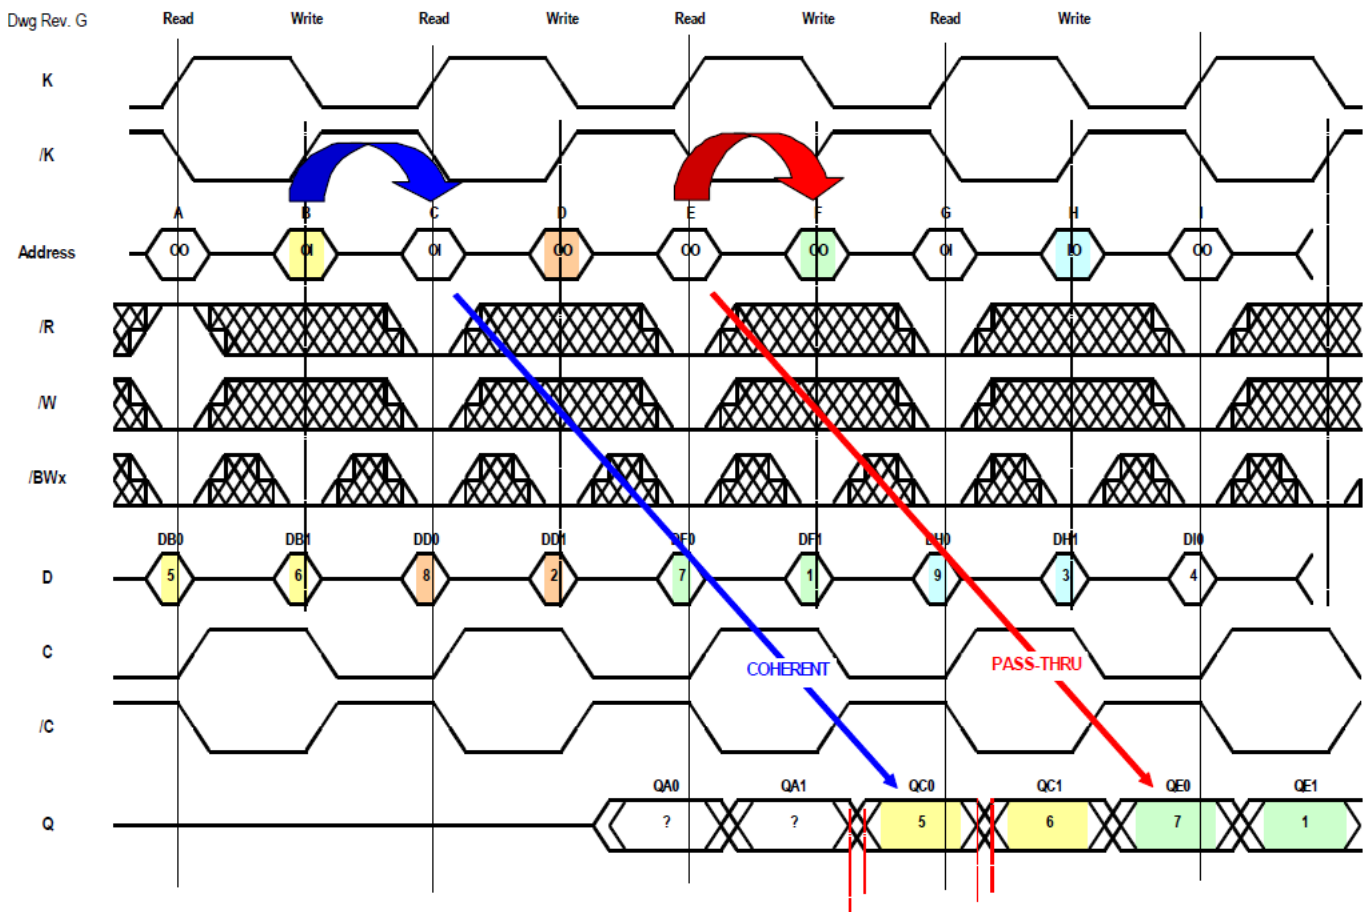 Dwg Rev. G Read Write Read Write Read Write Read Write
K
/K
A B C D E F G H I
Address OO OI OI OO OO OO OI IO OO
/R
/W
/BWx
DB0 DB1 DD0 DD1 DF0 DF1 DH0 DH1 DI0
D 5 6 8 2 7 1 9 3 4
C
COHERENT PASS-THRU
/C
QA0 QA1 QC0 QC1 QE0 QE1
Q ? ? 5 6 7 1